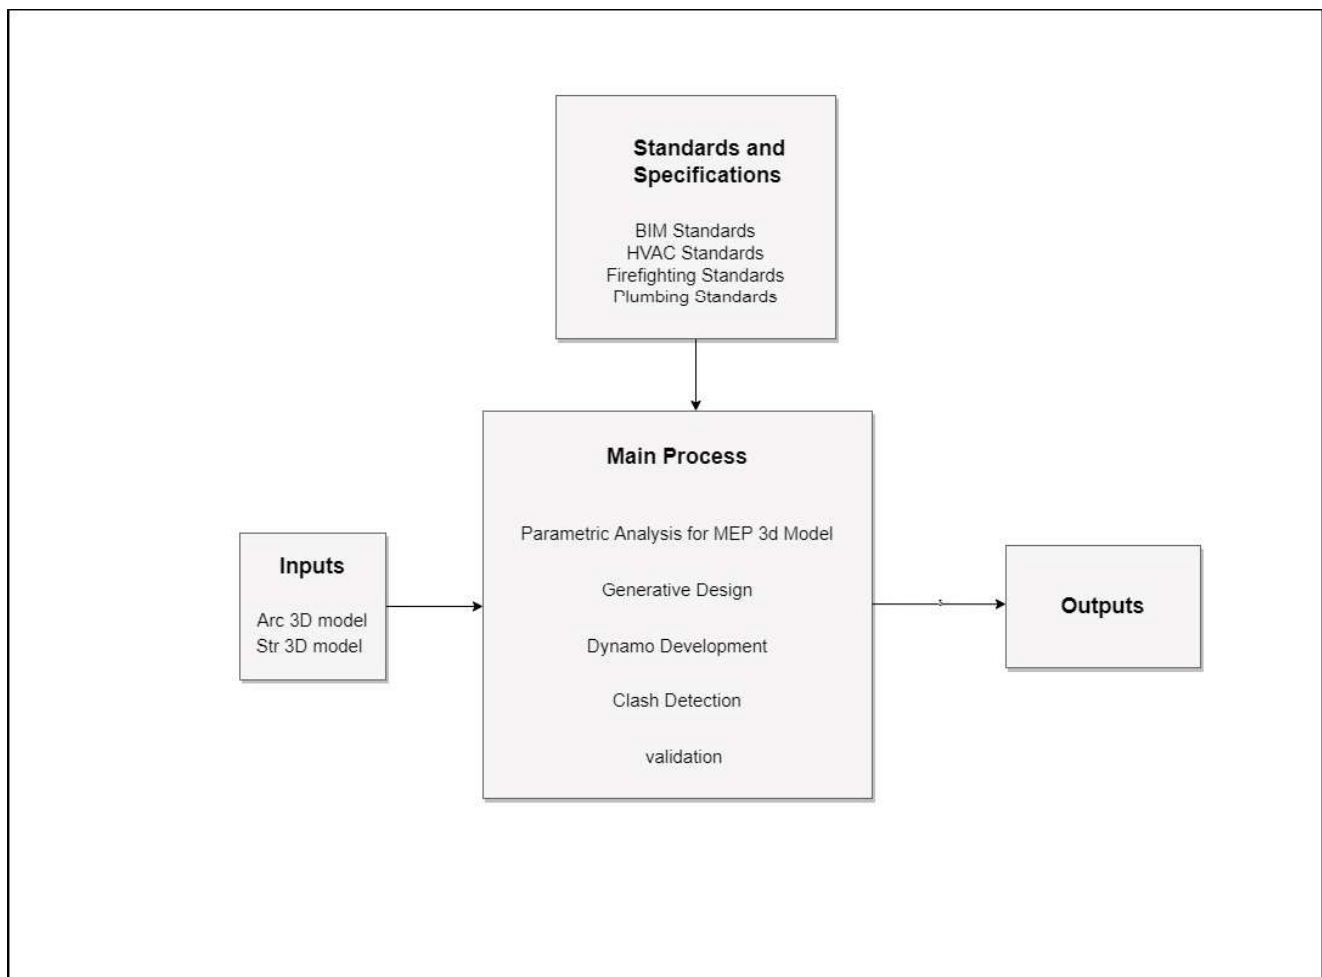 Standards and
Specifications
BIM Standards
HVAC Standards
Firefighting Standards
Plumbing Standards
Main Process
Parametric Analysis for MEP 3d Model
Generative Design
Dynamo Development
Clash Detection
validation
Inputs
Arc 3D model
Str 3D model
Outputs